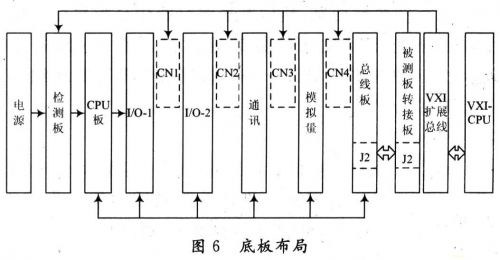 电源
检测板
CPU板
I/O-1
CN1
I/O-2
CN2
通讯
CN3
模拟量
CN4
总线板
J2
被测板转接板
J2
VXI扩展总线
VXI-CPU
图6 底板布局